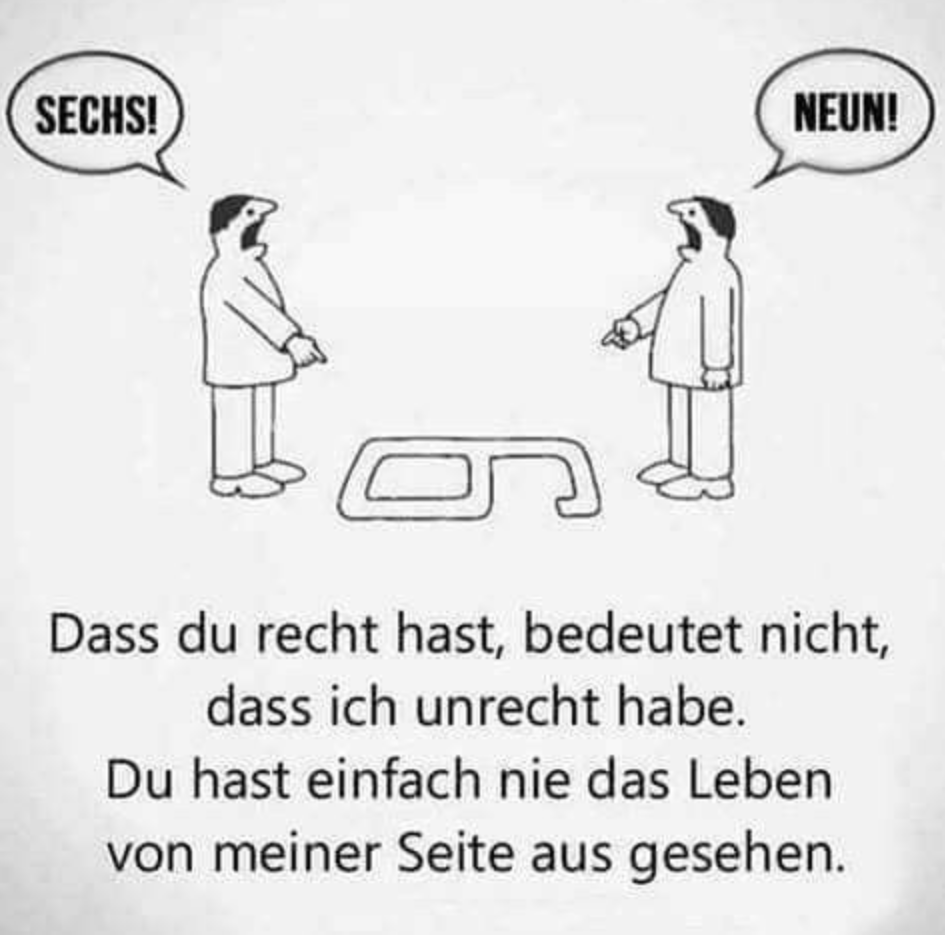 SECHS!
NEUN!
Dass du recht hast, bedeutet nicht,
dass ich unrecht habe.
Du hast einfach nie das Leben
von meiner Seite aus gesehen.